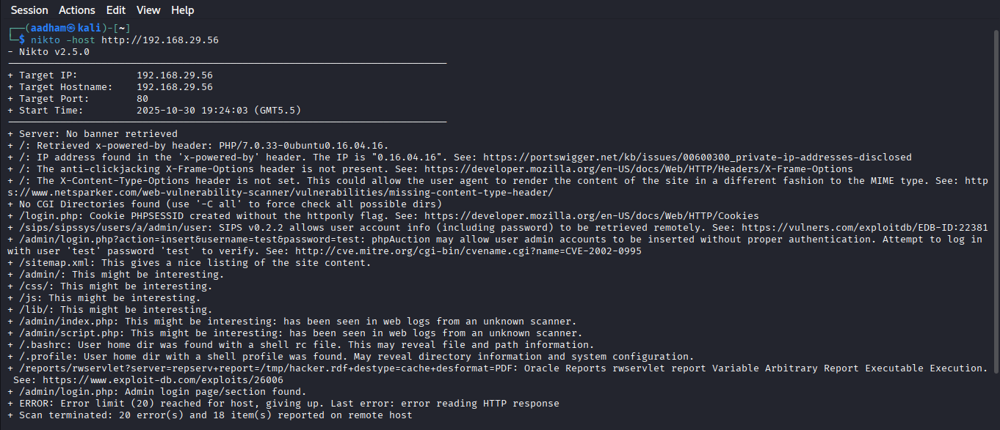 Session Actions Edit View Help
┌──(aadham㉿kali)-[~]
└─$ nikto -host http://192.168.29.56
- Nikto v2.5.0
---------------------------------------------------------------------------
+ Target IP:          192.168.29.56
+ Target Hostname:    192.168.29.56
+ Target Port:        80
+ Start Time:         2025-10-30 19:24:03 (GMT5.5)
---------------------------------------------------------------------------
+ Server: No banner retrieved
+ /: Retrieved x-powered-by header: PHP/7.0.33-0ubuntu0.16.04.16.
+ /: IP address found in the 'x-powered-by' header. The IP is "0.16.04.16". See: https://portswigger.net/kb/issues/00600300_private-ip-addresses-disclosed
+ /: The anti-clickjacking X-Frame-Options header is not present. See: https://developer.mozilla.org/en-US/docs/Web/HTTP/Headers/X-Frame-Options
+ /: The X-Content-Type-Options header is not set. This could allow the user agent to render the content of the site in a different fashion to the MIME type. See: http
s://www.netsparker.com/web-vulnerability-scanner/vulnerabilities/missing-content-type-header/
+ No CGI Directories found (use '-C all' to force check all possible dirs)
+ /login.php: Cookie PHPSESSID created without the httponly flag. See: https://developer.mozilla.org/en-US/docs/Web/HTTP/Cookies
+ /sips/sipssys/users/a/admin/user: SIPS v0.2.2 allows user account info (including password) to be retrieved remotely. See: https://vulners.com/exploitdb/EDB-ID:22381
+ /admin/login.php?action=insert&username=test&password=test: phpAuction may allow user admin accounts to be inserted without proper authentication. Attempt to log in
with user 'test' password 'test' to verify. See: http://cve.mitre.org/cgi-bin/cvename.cgi?name=CVE-2002-0995
+ /sitemap.xml: This gives a nice listing of the site content.
+ /admin/: This might be interesting.
+ /css/: This might be interesting.
+ /js: This might be interesting.
+ /lib/: This might be interesting.
+ /admin/index.php: This might be interesting: has been seen in web logs from an unknown scanner.
+ /admin/script.php: This might be interesting: has been seen in web logs from an unknown scanner.
+ /.bashrc: User home dir was found with a shell rc file. This may reveal file and path information.
+ /.profile: User home dir with a shell profile was found. May reveal directory information and system configuration.
+ /reports/rwservlet?server=repserv+report=/tmp/hacker.rdf+destype=cache+desformat=PDF: Oracle Reports rwservlet report Variable Arbitrary Report Executable Execution.
 See: https://www.exploit-db.com/exploits/26006
+ /admin/login.php: Admin login page/section found.
+ ERROR: Error limit (20) reached for host, giving up. Last error: error reading HTTP response
+ Scan terminated: 20 error(s) and 18 item(s) reported on remote host